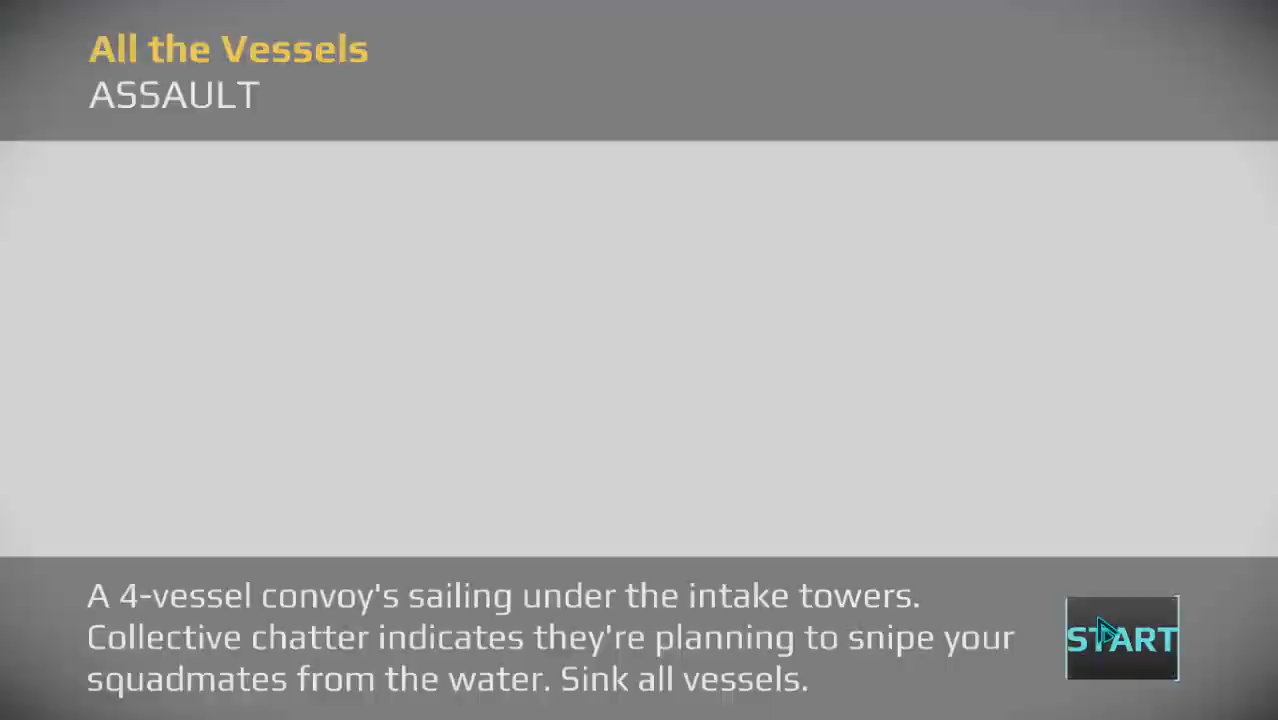 All the Vessels
ASSAULT
A 4-vessel convoy's sailing under the intake towers.
Collective chatter indicates they're planning to snipe your
squadmates from the water. Sink all vessels.
START